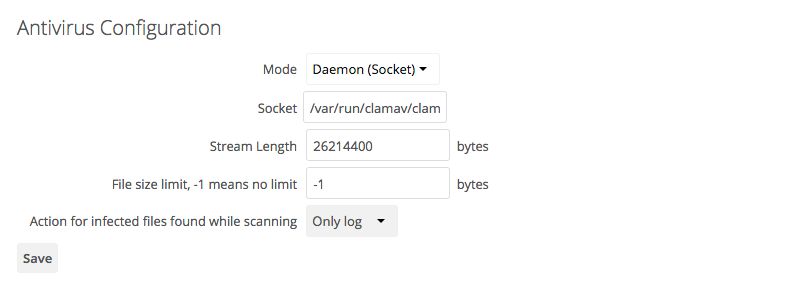 Antivirus Configuration
Mode Daemon (Socket)
Socket /var/run/clamav/clam
Stream Length 26214400 bytes
File size limit, -1 means no limit -1 bytes
Action for infected files found while scanning Only log
Save